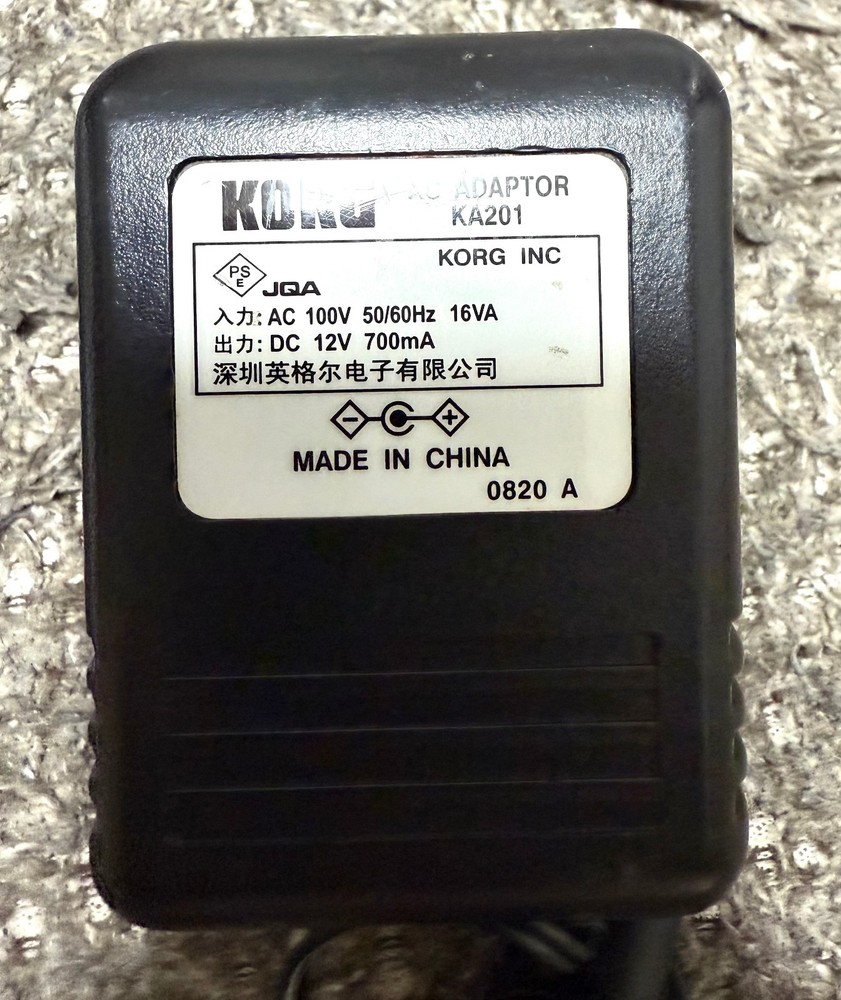 KORG AC ADAPTOR
KA201
KORG INC
PS
E
JQA
入力: AC 100V 50/60Hz 16VA
出力: DC 12V 700mA
深圳英格尔电子有限公司
MADE IN CHINA
0820 A